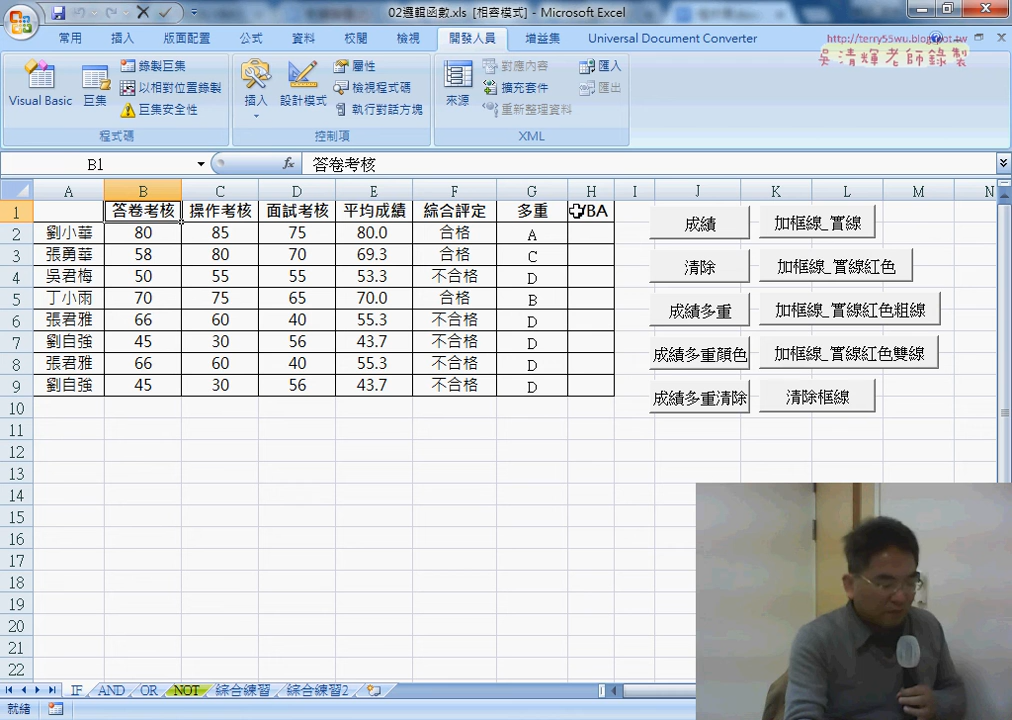 02邏輯函數.xls [相容模式] - Microsoft Excel
常用 插入 版面配置 公式 資料 校閱 檢視 開發人員 增益集 Universal Document Converter
http://terry55wu.blogspot.tw
吳清輝老師錄製
Visual Basic 巨集 錄製巨集 以相對位置錄製 巨集安全性
插入 設計模式 屬性 檢視程式碼 執行對話方塊
來源 對應內容 擴充套件 重新整理資料 匯入 匯出
程式碼 控制項 XML
B1 fx 答卷考核
A B C D E F G H I J K L M N
1 答卷考核 操作考核 面試考核 平均成績 綜合評定 多重 VBA
2 劉小華 80 85 75 80.0 合格 A
3 張勇華 58 80 70 69.3 合格 C
4 吳君梅 50 55 55 53.3 不合格 D
5 丁小雨 70 75 65 70.0 合格 B
6 張君雅 66 60 40 55.3 不合格 D
7 劉自強 45 30 56 43.7 不合格 D
8 張君雅 66 60 40 55.3 不合格 D
9 劉自強 45 30 56 43.7 不合格 D
10
11
12
13
14
15
16
17
18
19
20
21
22
成績 加框線_實線
清除 加框線_實線紅色
成績多重 加框線_實線紅色粗線
成績多重顏色 加框線_實線紅色雙線
成績多重清除 清除框線
IF AND OR NOT 綜合練習 綜合練習2
就緒